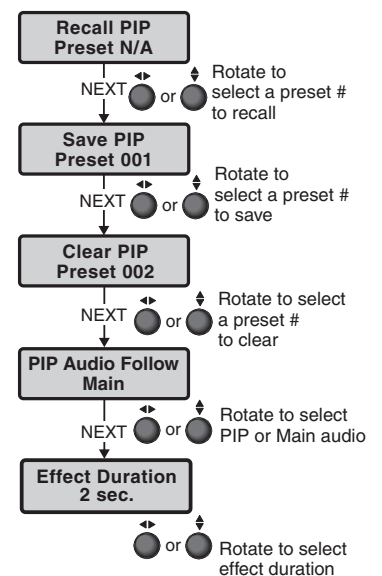 Recall PIP
Preset N/A
NEXT
or
Rotate to
select a preset #
to recall
Save PIP
Preset 001
NEXT
or
Rotate to
select a preset #
to save
Clear PIP
Preset 002
NEXT
or
Rotate to select
a preset #
to clear
PIP Audio Follow
Main
NEXT
or
Rotate to select
PIP or Main audio
Effect Duration
2 sec.
or
Rotate to select
effect duration